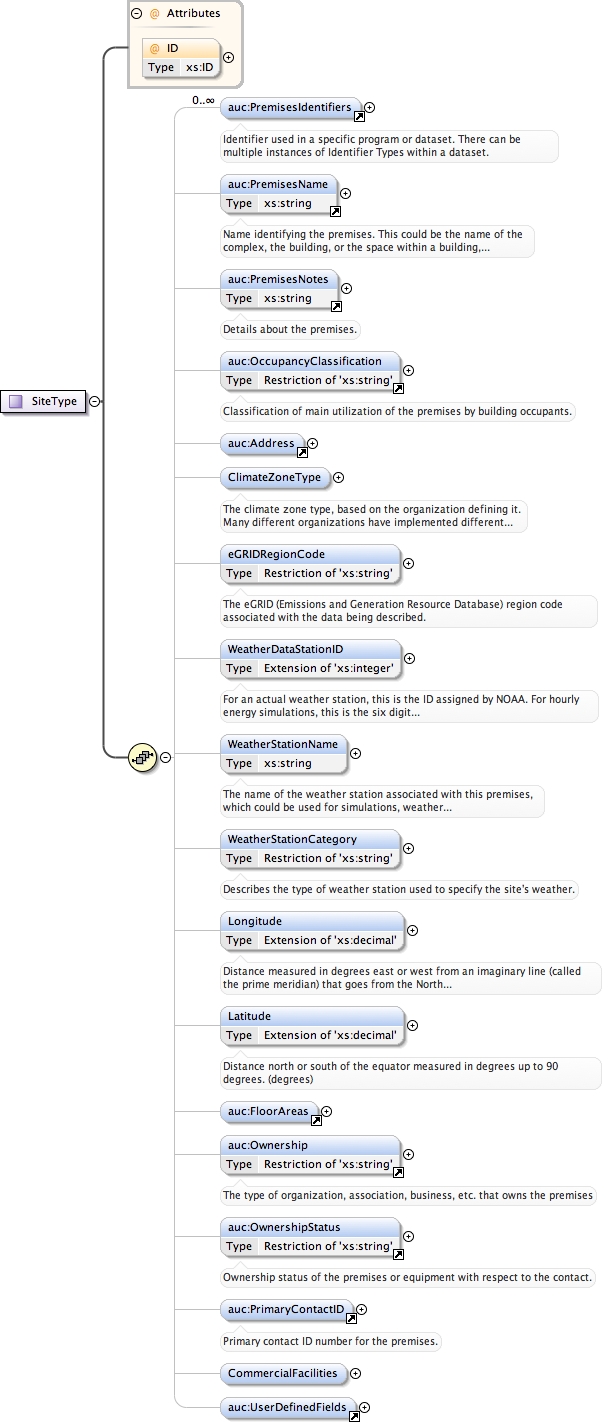 Attributes
@ ID
Type xs:ID
SiteType
0..∞
auc:PremisesIdentifiers
Identifier used in a specific program or dataset. There can be
multiple instances of Identifier Types within a dataset.
auc:PremisesName
Type xs:string
Name identifying the premises. This could be the name of the
complex, the building, or the space within a building,...
auc:PremisesNotes
Type xs:string
Details about the premises.
auc:OccupancyClassification
Type Restriction of 'xs:string'
Classification of main utilization of the premises by building occupants.
auc:Address
ClimateZoneType
The climate zone type, based on the organization defining it.
Many different organizations have implemented different...
eGRIDRegionCode
Type Restriction of 'xs:string'
The eGRID (Emissions and Generation Resource Database) region code
associated with the data being described.
WeatherDataStationID
Type Extension of 'xs:integer'
For an actual weather station, this is the ID assigned by NOAA. For hourly
energy simulations, this is the six digit...
WeatherStationName
Type xs:string
The name of the weather station associated with this premises,
which could be used for simulations, weather...
WeatherStationCategory
Type Restriction of 'xs:string'
Describes the type of weather station used to specify the site's weather.
Longitude
Type Extension of 'xs:decimal'
Distance measured in degrees east or west from an imaginary line (called
the prime meridian) that goes from the North...
Latitude
Type Extension of 'xs:decimal'
Distance north or south of the equator measured in degrees up to 90
degrees. (degrees)
auc:FloorAreas
auc:Ownership
Type Restriction of 'xs:string'
The type of organization, association, business, etc. that owns the premises
auc:OwnershipStatus
Type Restriction of 'xs:string'
Ownership status of the premises or equipment with respect to the contact.
auc:PrimaryContactID
Primary contact ID number for the premises.
CommercialFacilities
auc:UserDefinedFields